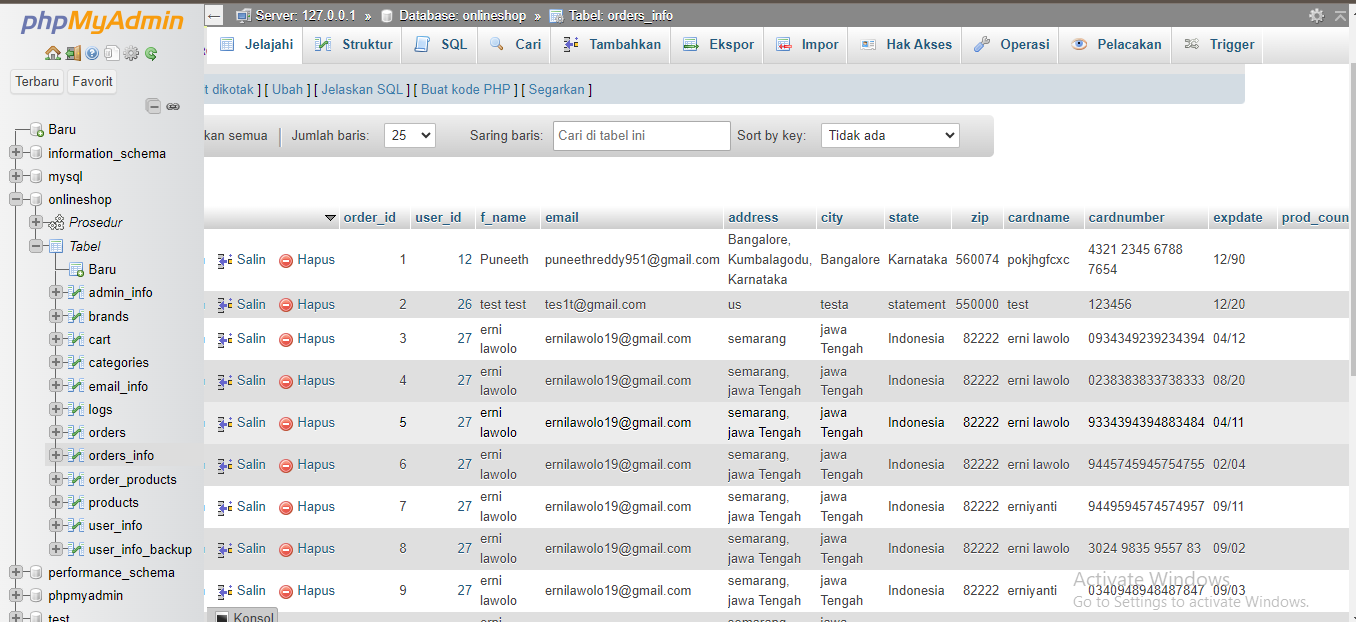 phpMyAdmin
Terbaru Favorit
Baru
information_schema
mysql
onlineshop
Prosedur
Tabel
Baru
admin_info
brands
cart
categories
email_info
logs
orders
orders_info
order_products
products
user_info
user_info_backup
performance_schema
phpmyadmin
test
Server: 127.0.0.1 » Database: onlineshop » Tabel: orders_info
Jelajahi Struktur SQL Cari Tambahkan Ekspor Impor Hak Akses Operasi Pelacakan Trigger
t dikotak ] [ Ubah ] [ Jelaskan SQL ] [ Buat kode PHP ] [ Segarkan ]
kan semua Jumlah baris: 25 Saring baris: Cari di tabel ini Sort by key: Tidak ada
order_id user_id f_name email address city state zip cardname cardnumber expdate prod_coun
Salin Hapus 1 12 Puneeth puneethreddy951@gmail.com Bangalore, Kumbalagodu, Karnataka Bangalore Karnataka 560074 pokjhgfcxc 4321 2345 6788 7654 12/90
Salin Hapus 2 26 test test tes1t@gmail.com us testa statement 550000 test 123456 12/20
Salin Hapus 3 27 erni lawolo ernilawolo19@gmail.com semarang jawa Tengah Indonesia 82222 erni lawolo 0934349239234394 04/12
Salin Hapus 4 27 erni lawolo ernilawolo19@gmail.com semarang, jawa Tengah jawa Tengah Indonesia 82222 erni lawolo 0238383833738333 08/20
Salin Hapus 5 27 erni lawolo ernilawolo19@gmail.com semarang, jawa Tengah jawa Tengah Indonesia 82222 erni lawolo 9334394394883484 04/11
Salin Hapus 6 27 erni lawolo ernilawolo19@gmail.com semarang, jawa Tengah jawa Tengah Indonesia 82222 erni lawolo 9445745945754755 02/04
Salin Hapus 7 27 erni lawolo ernilawolo19@gmail.com semarang, jawa Tengah jawa Tengah Indonesia 82222 erniyanti 9449594574574957 09/11
Salin Hapus 8 27 erni lawolo ernilawolo19@gmail.com semarang, jawa Tengah jawa Tengah Indonesia 82222 erni lawolo 3024 9835 9557 83 09/02
Salin Hapus 9 27 erni lawolo ernilawolo19@gmail.com semarang, jawa Tengah jawa Tengah Indonesia 82222 erniyanti 0340948948487847 09/03
Activate Windows
Go to Settings to activate Windows.
Konsol